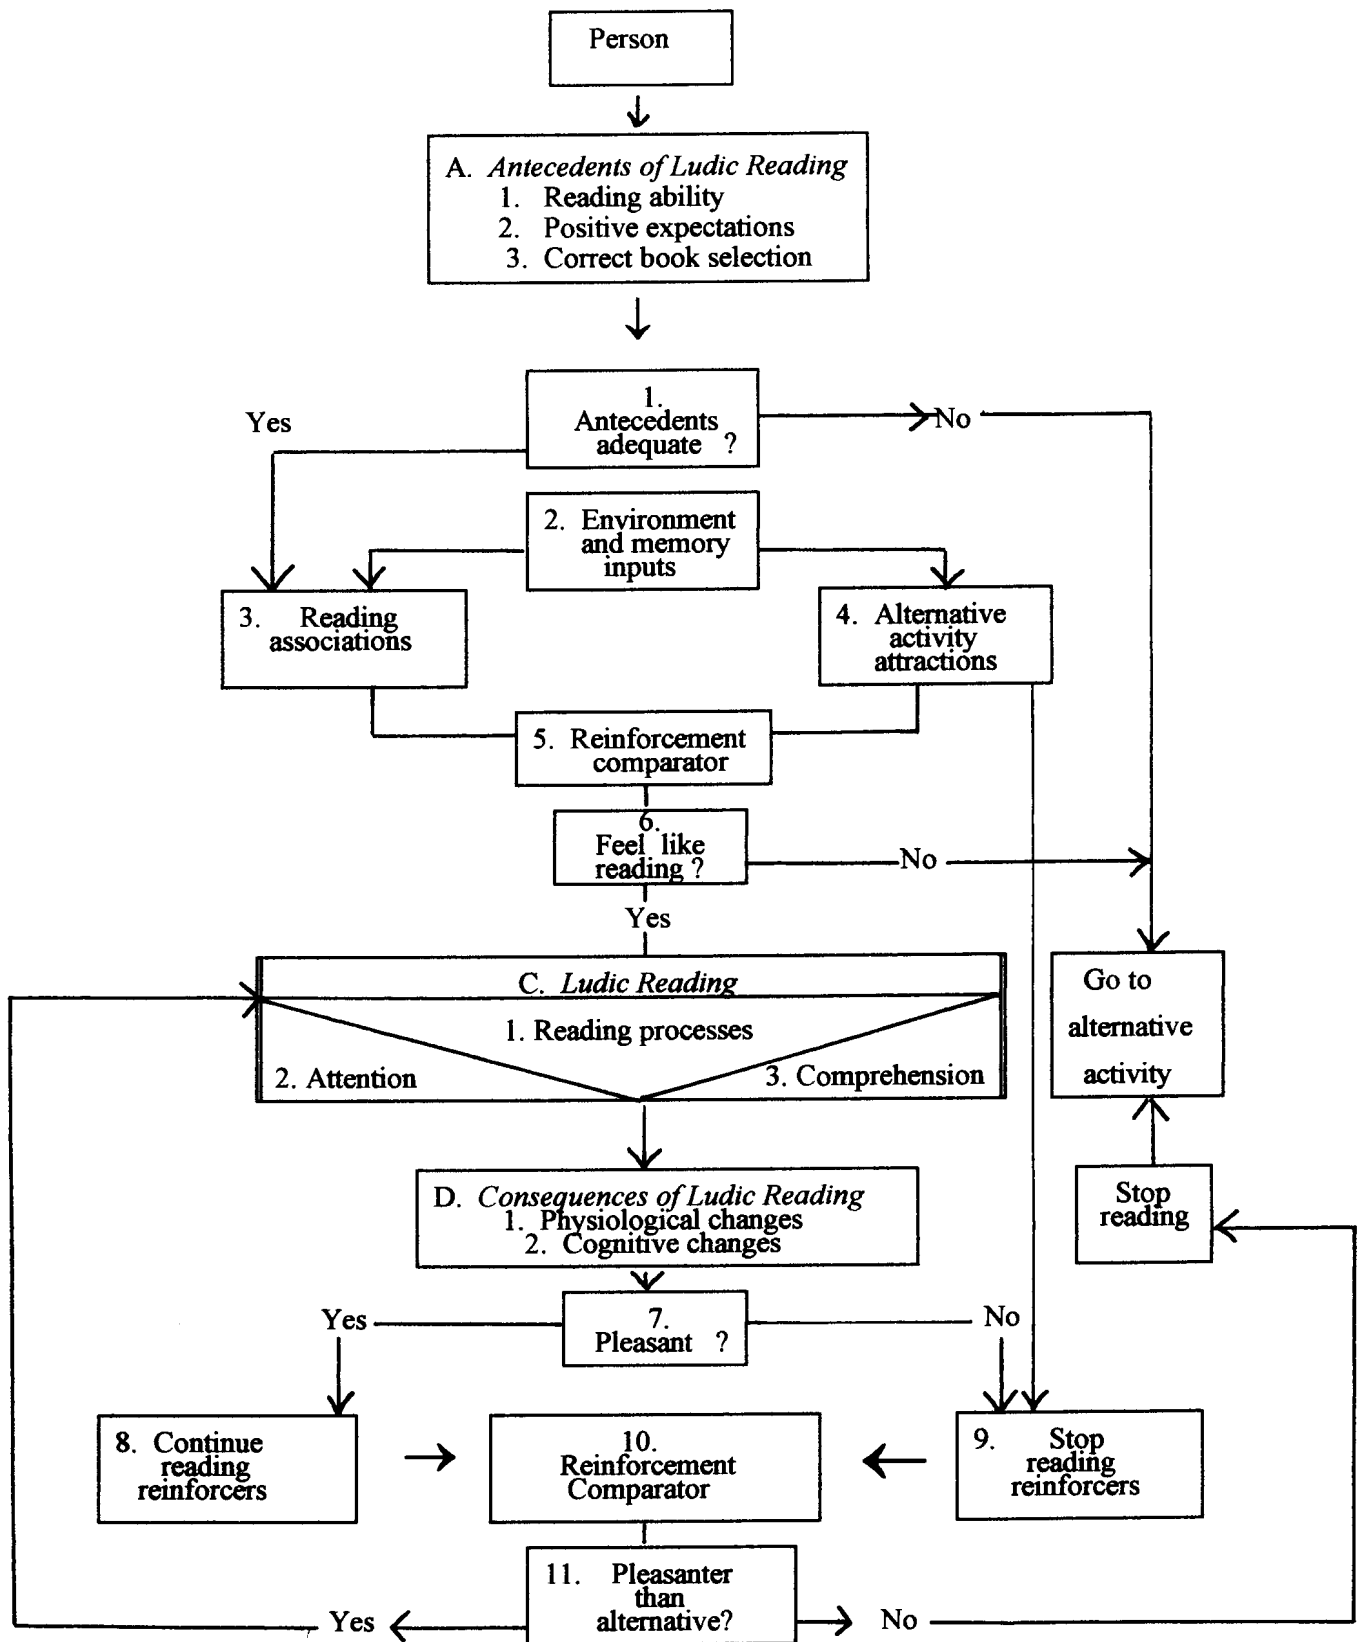 Person
A. Antecedents of Ludic Reading
1. Reading ability
2. Positive expectations
3. Correct book selection
1.
Antecedents
adequate ?
Yes
No
2. Environment
and memory
inputs
3. Reading
associations
4. Alternative
activity
attractions
5. Reinforcement
comparator
6.
Feel like
reading ?
No
Yes
C. Ludic Reading
1. Reading processes
2. Attention
3. Comprehension
Go to
alternative
activity
D. Consequences of Ludic Reading
1. Physiological changes
2. Cognitive changes
Stop
reading
Yes
7.
Pleasant ?
No
8. Continue
reading
reinforcers
10.
Reinforcement
Comparator
9. Stop
reading
reinforcers
11. Pleasanter
than
alternative?
Yes
No